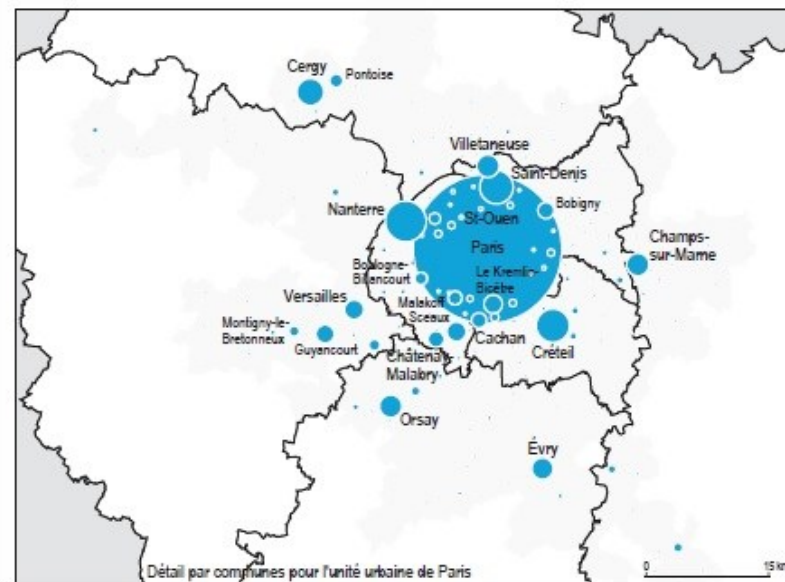 Cergy
Pontoise
Villetaneuse
Saint-Denis
Nanterre
St-Ouen
Bobigny
Paris
Champs-
sur-Marne
Boulogne-
Billancourt
Le Kremlin-
Bicêtre
Versailles
Malakoff
Sceaux
Montigny-le-
Bretonneux
Guyancourt
Cachan
Créteil
Châtenay-
Malabry
Orsay
Évry
Détail par communes pour l'unité urbaine de Paris
0
15 km